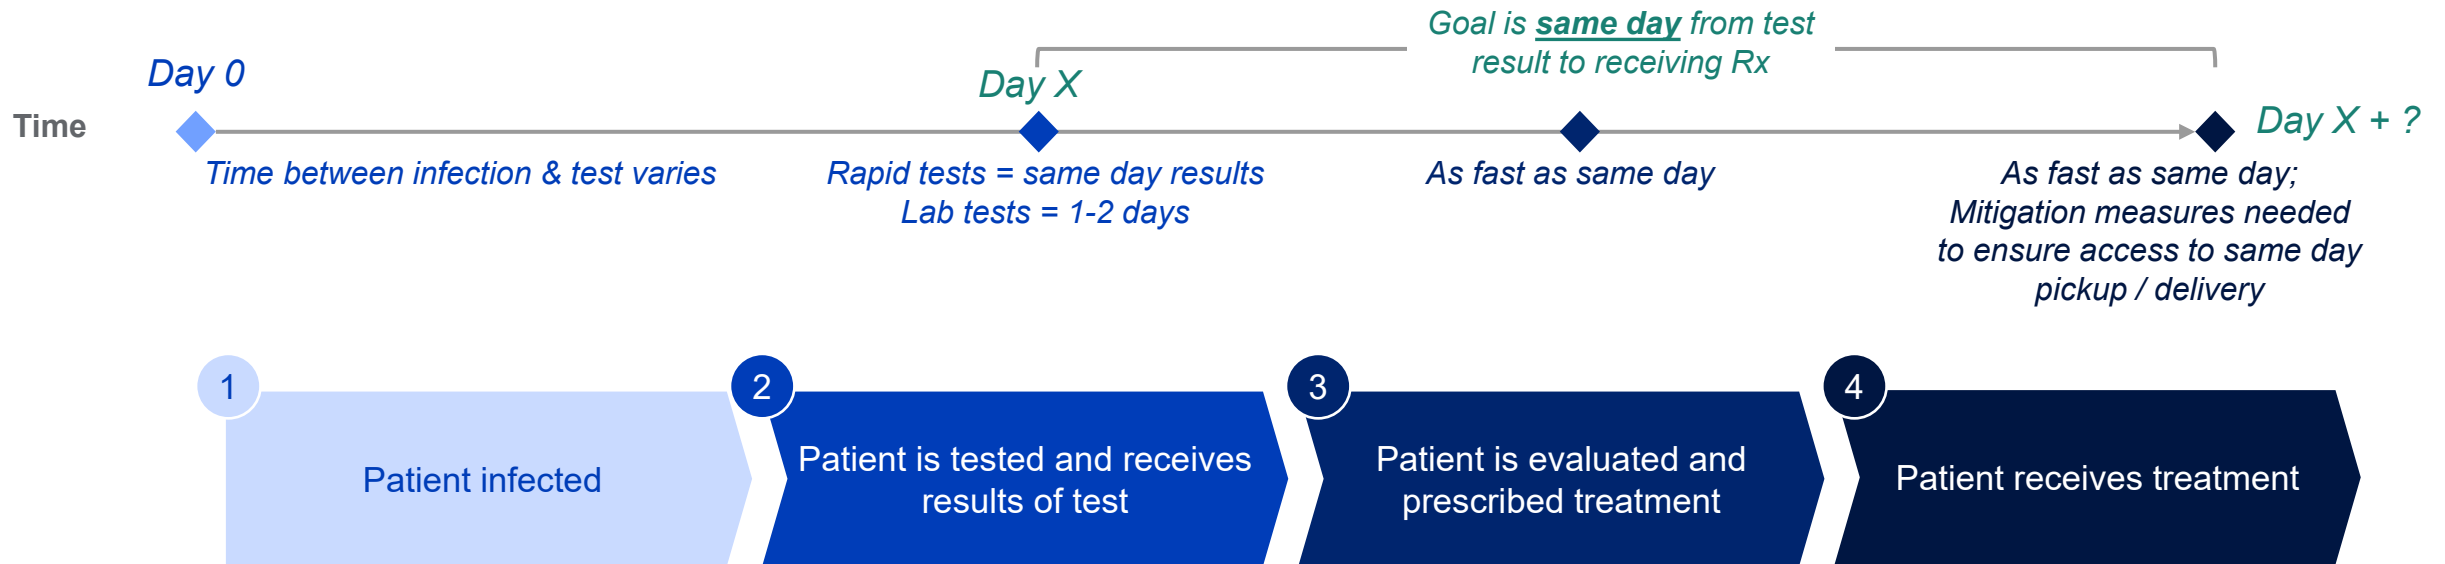 Goal is same day from test
result to receiving Rx
Day 0
Day X
Time
Day X + ?
Time between infection & test varies
Rapid tests = same day results
Lab tests = 1-2 days
As fast as same day
As fast as same day;
Mitigation measures needed
to ensure access to same day
pickup / delivery
1
Patient infected
2
Patient is tested and receives
results of test
3
Patient is evaluated and
prescribed treatment
4
Patient receives treatment